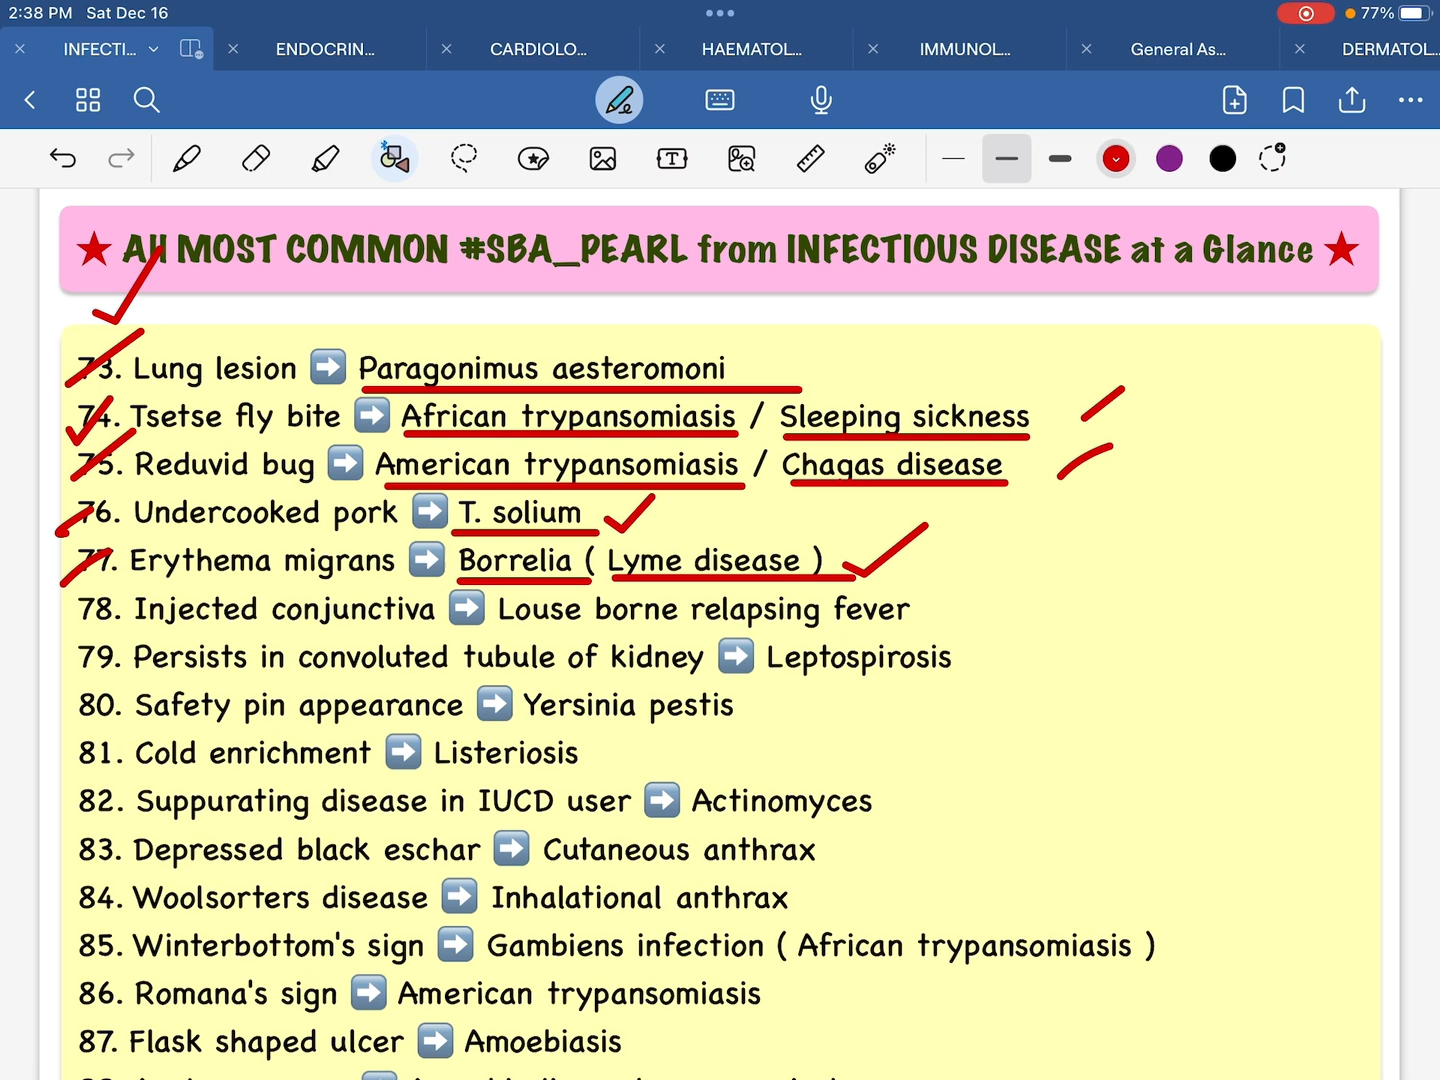 2:38 PM Sat Dec 16 77%
INFECTI... ENDOCRIN... CARDIOLO... HAEMATOL... IMMUNOL... General As... DERMATOL...
★ All MOST COMMON #SBA_PEARL from INFECTIOUS DISEASE at a Glance ★
73. Lung lesion ➡ Paragonimus aesteromoni
74. Tsetse fly bite ➡ African trypansomiasis / Sleeping sickness
75. Reduvid bug ➡ American trypansomiasis / Chagas disease
76. Undercooked pork ➡ T. solium
77. Erythema migrans ➡ Borrelia ( Lyme disease )
78. Injected conjunctiva ➡ Louse borne relapsing fever
79. Persists in convoluted tubule of kidney ➡ Leptospirosis
80. Safety pin appearance ➡ Yersinia pestis
81. Cold enrichment ➡ Listeriosis
82. Suppurating disease in IUCD user ➡ Actinomyces
83. Depressed black eschar ➡ Cutaneous anthrax
84. Woolsorters disease ➡ Inhalational anthrax
85. Winterbottom's sign ➡ Gambiens infection ( African trypansomiasis )
86. Romana's sign ➡ American trypansomiasis
87. Flask shaped ulcer ➡ Amoebiasis